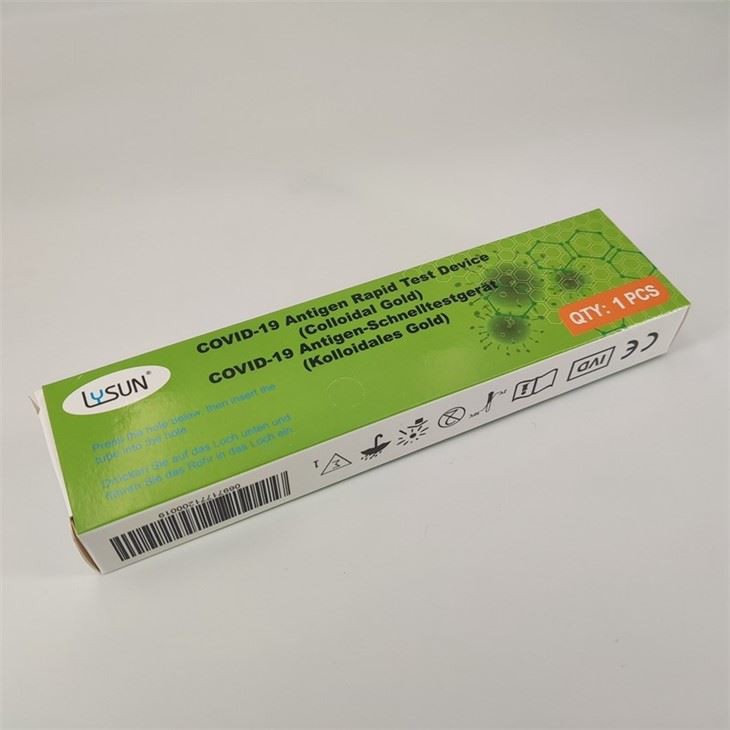 COVID-19 Antigen Rapid Test Device
(Colloidal Gold)
COVID-19 Antigen-Schnelltestgerät
(Kolloidales Gold)
QTY: 1 PCS
LYSUN®
Press the hole below, then insert the
tube into the hole.
Drücken Sie auf das Loch unten und
führen Sie das Rohr in das Loch ein.
CE
IVD
1